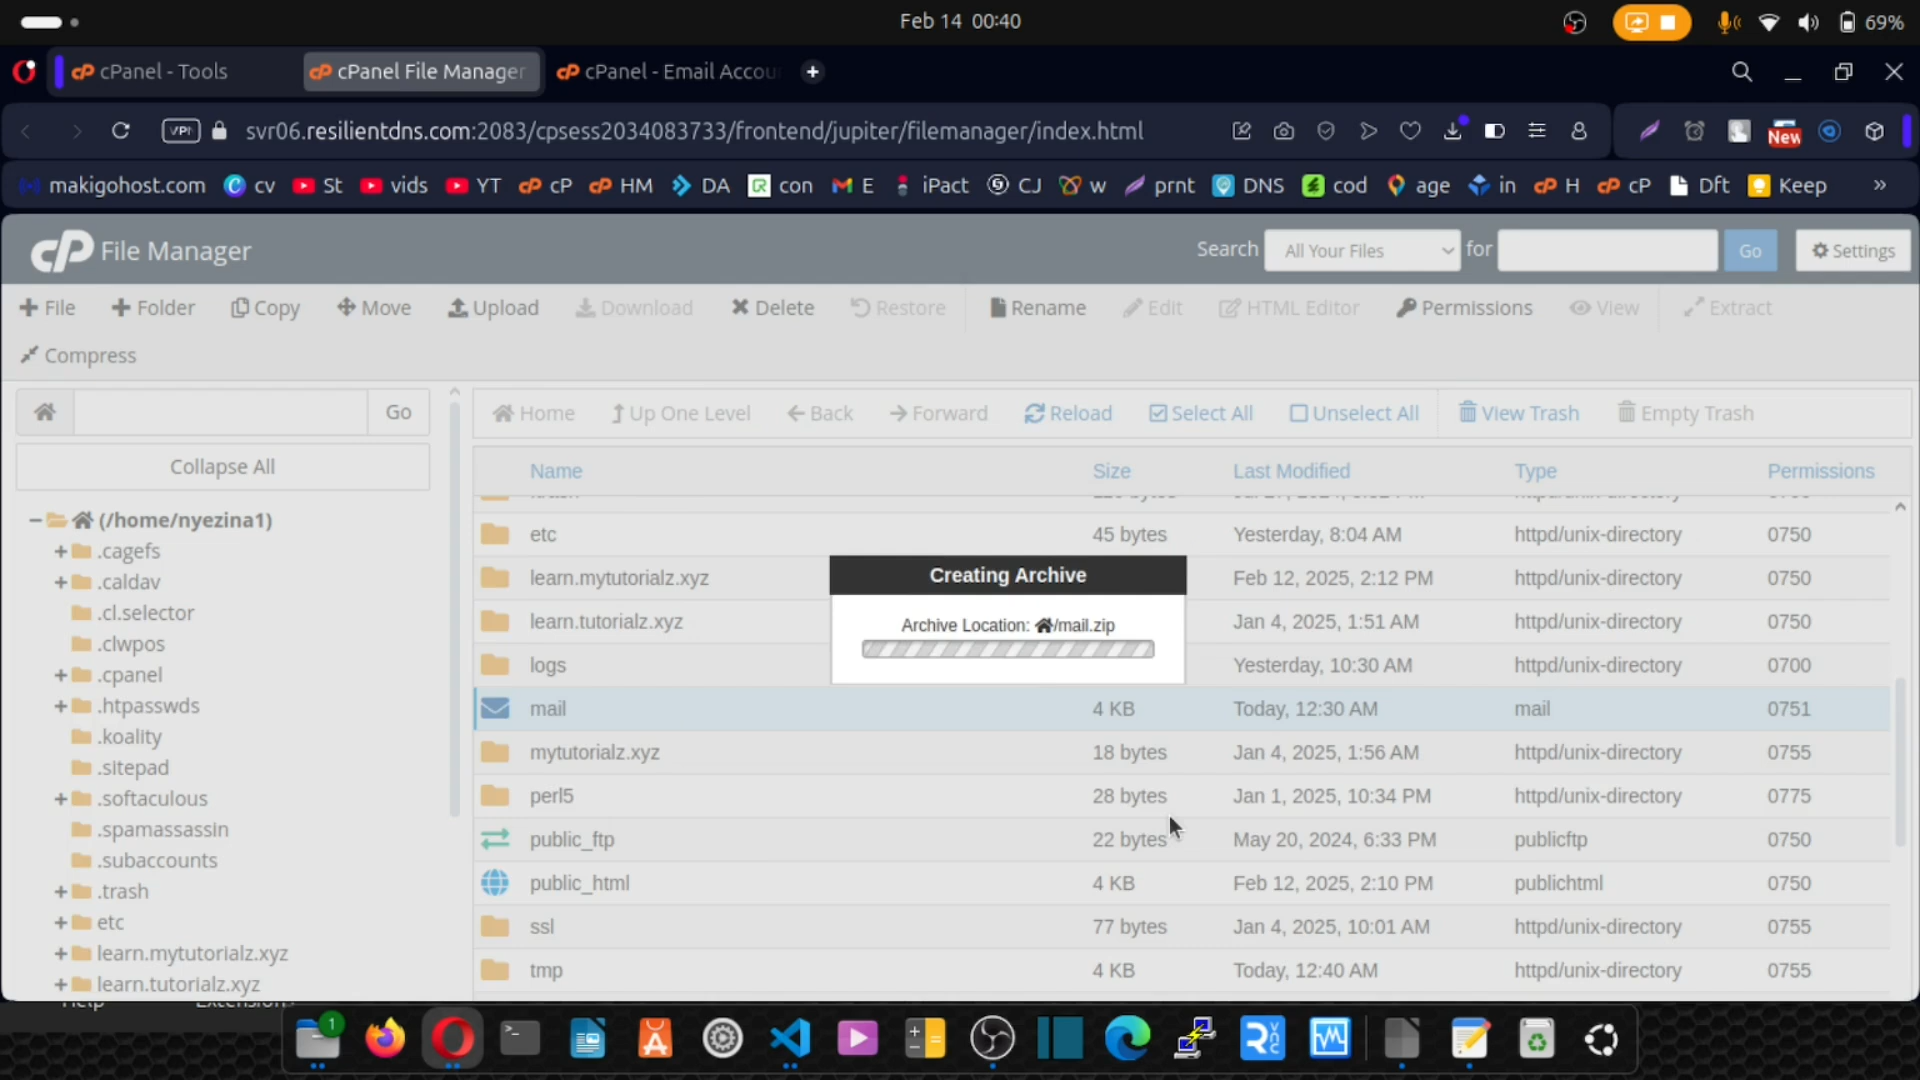 Feb 14 00:40
69%
cPanel - Tools
cPanel File Manager
cPanel - Email Accou
VPN svr06.resilientdns.com:2083/cpsess2034083733/frontend/jupiter/filemanager/index.html
New
makigohost.com cv St vids YT cP HM DA con E iPact CJ w prnt DNS cod age in H cP Dft Keep »
cP File Manager
Search All Your Files for Go Settings
File Folder Copy Move Upload Download Delete Restore Rename Edit HTML Editor Permissions View Extract
Compress
Go
Home Up One Level Back Forward Reload Select All Unselect All View Trash Empty Trash
Collapse All
(/home/nyezina1)
.cagefs
.caldav
.cl.selector
.clwpos
.cpanel
.htpasswds
.koality
.sitepad
.softaculous
.spamassassin
.subaccounts
.trash
etc
learn.mytutorialz.xyz
learn.tutorialz.xyz
Name Size Last Modified Type Permissions
etc 45 bytes Yesterday, 8:04 AM httpd/unix-directory 0750
learn.mytutorialz.xyz Feb 12, 2025, 2:12 PM httpd/unix-directory 0750
learn.tutorialz.xyz Jan 4, 2025, 1:51 AM httpd/unix-directory 0750
logs Yesterday, 10:30 AM httpd/unix-directory 0700
mail 4 KB Today, 12:30 AM mail 0751
mytutorialz.xyz 18 bytes Jan 4, 2025, 1:56 AM httpd/unix-directory 0755
perl5 28 bytes Jan 1, 2025, 10:34 PM httpd/unix-directory 0775
public_ftp 22 bytes May 20, 2024, 6:33 PM publicftp 0750
public_html 4 KB Feb 12, 2025, 2:10 PM publichtml 0750
ssl 77 bytes Jan 4, 2025, 10:01 AM httpd/unix-directory 0755
tmp 4 KB Today, 12:40 AM httpd/unix-directory 0755
Creating Archive
Archive Location: /mail.zip
Help
1